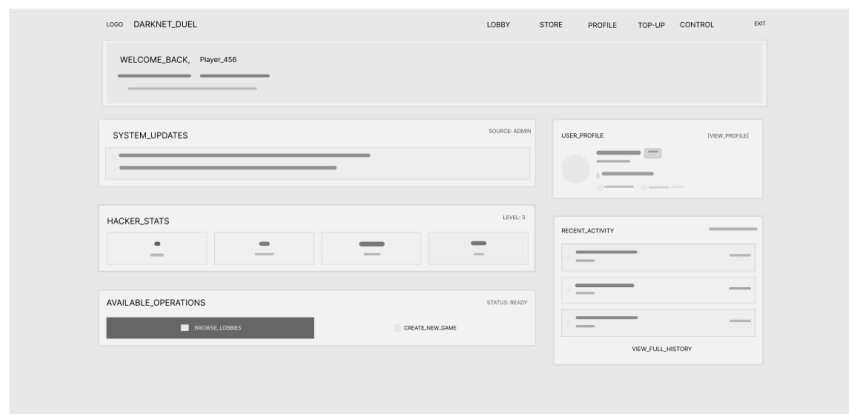 LOGO DARKNET_DUEL LOBBY STORE PROFILE TOP-UP CONTROL EXIT
WELCOME_BACK, Player_456
SYSTEM_UPDATES SOURCE: ADMIN
HACKER_STATS LEVEL: 3
AVAILABLE_OPERATIONS STATUS: READY
BROWSE_LOBBIES CREATE_NEW_GAME
USER_PROFILE [VIEW_PROFILE]
RECENT_ACTIVITY
VIEW_FULL_HISTORY